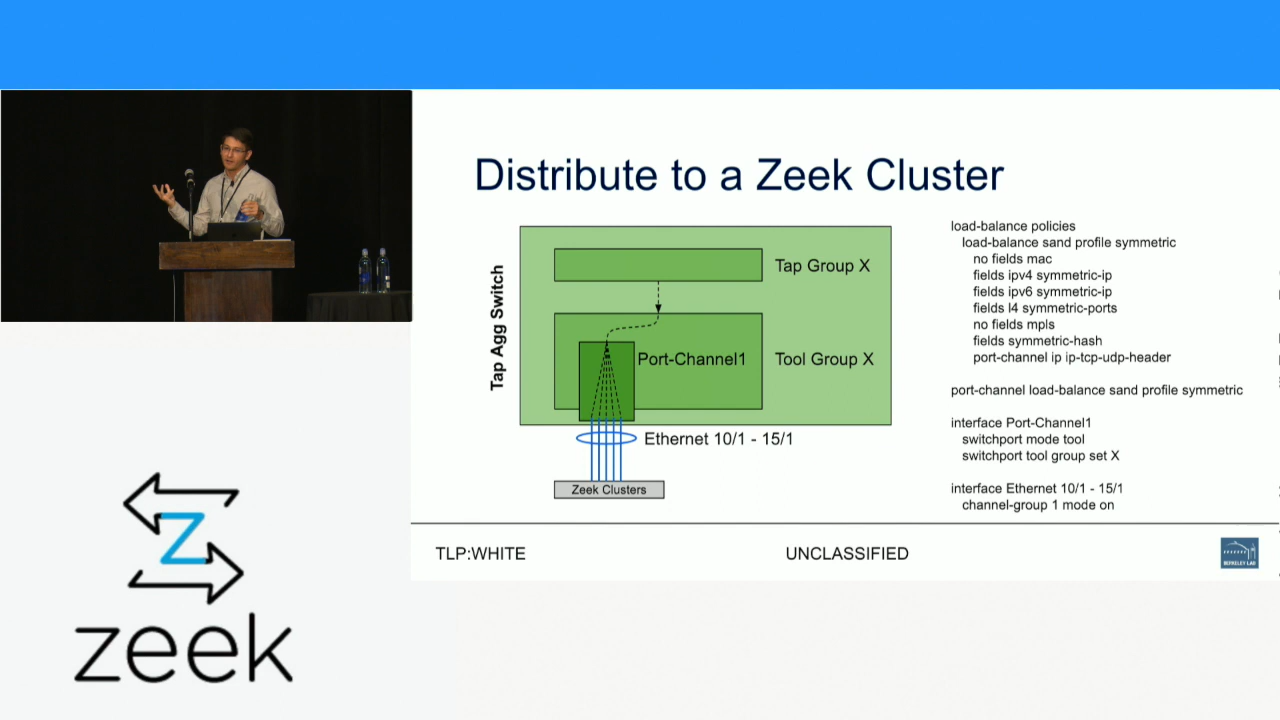 Distribute to a Zeek Cluster
Tap Agg Switch
Tap Group X
Port-Channel1
Tool Group X
Ethernet 10/1 - 15/1
Zeek Clusters
load-balance policies
load-balance sand profile symmetric
no fields mac
fields ipv4 symmetric-ip
fields ipv6 symmetric-ip
fields l4 symmetric-ports
no fields mpls
fields symmetric-hash
port-channel ip ip-tcp-udp-header
port-channel load-balance sand profile symmetric
interface Port-Channel1
switchport mode tool
switchport tool group set X
interface Ethernet 10/1 - 15/1
channel-group 1 mode on
TLP:WHITE
UNCLASSIFIED
BERKELEY LAB
Z
zeek